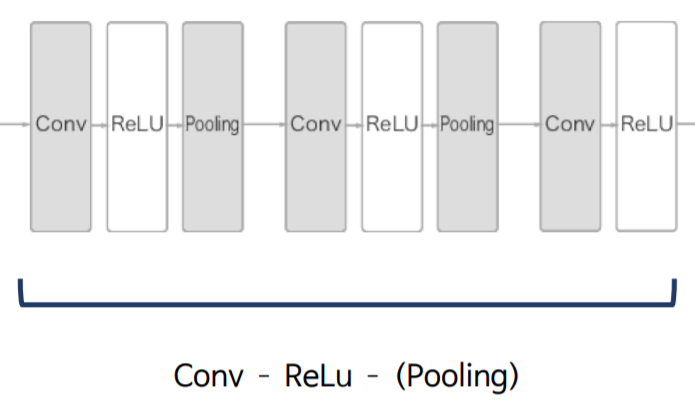 Conv ReLU Pooling Conv ReLU Pooling Conv ReLU
Conv - ReLu - (Pooling)